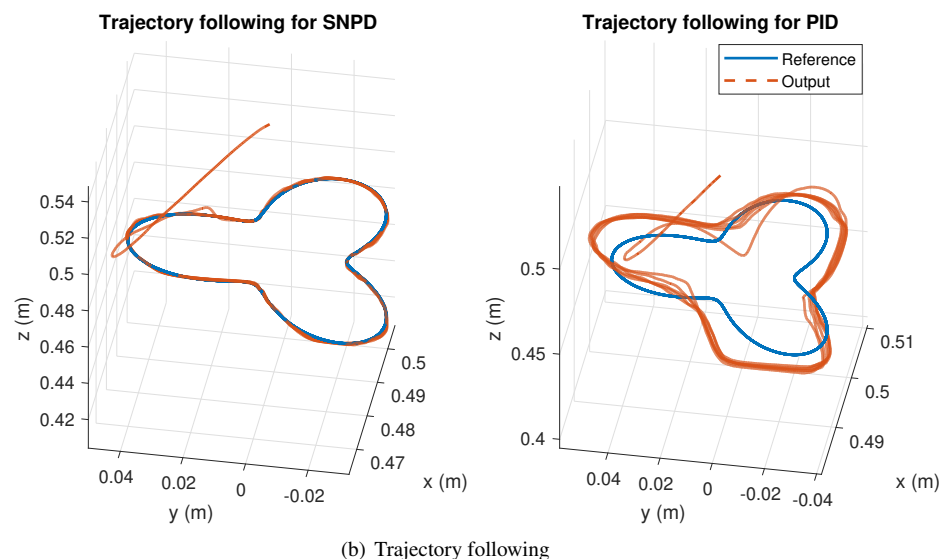 Trajectory following for SNPD
0.54
0.52
0.5
0.48
0.46
0.44
0.42
z (m)
0.04
0.02
0
-0.02
y (m)
0.5
0.49
0.48
0.47
x (m)
Trajectory following for PID
Reference
Output
0.5
0.45
0.4
z (m)
0.04
0.02
0
-0.02
-0.04
y (m)
0.51
0.5
0.49
x (m)
(b) Trajectory following